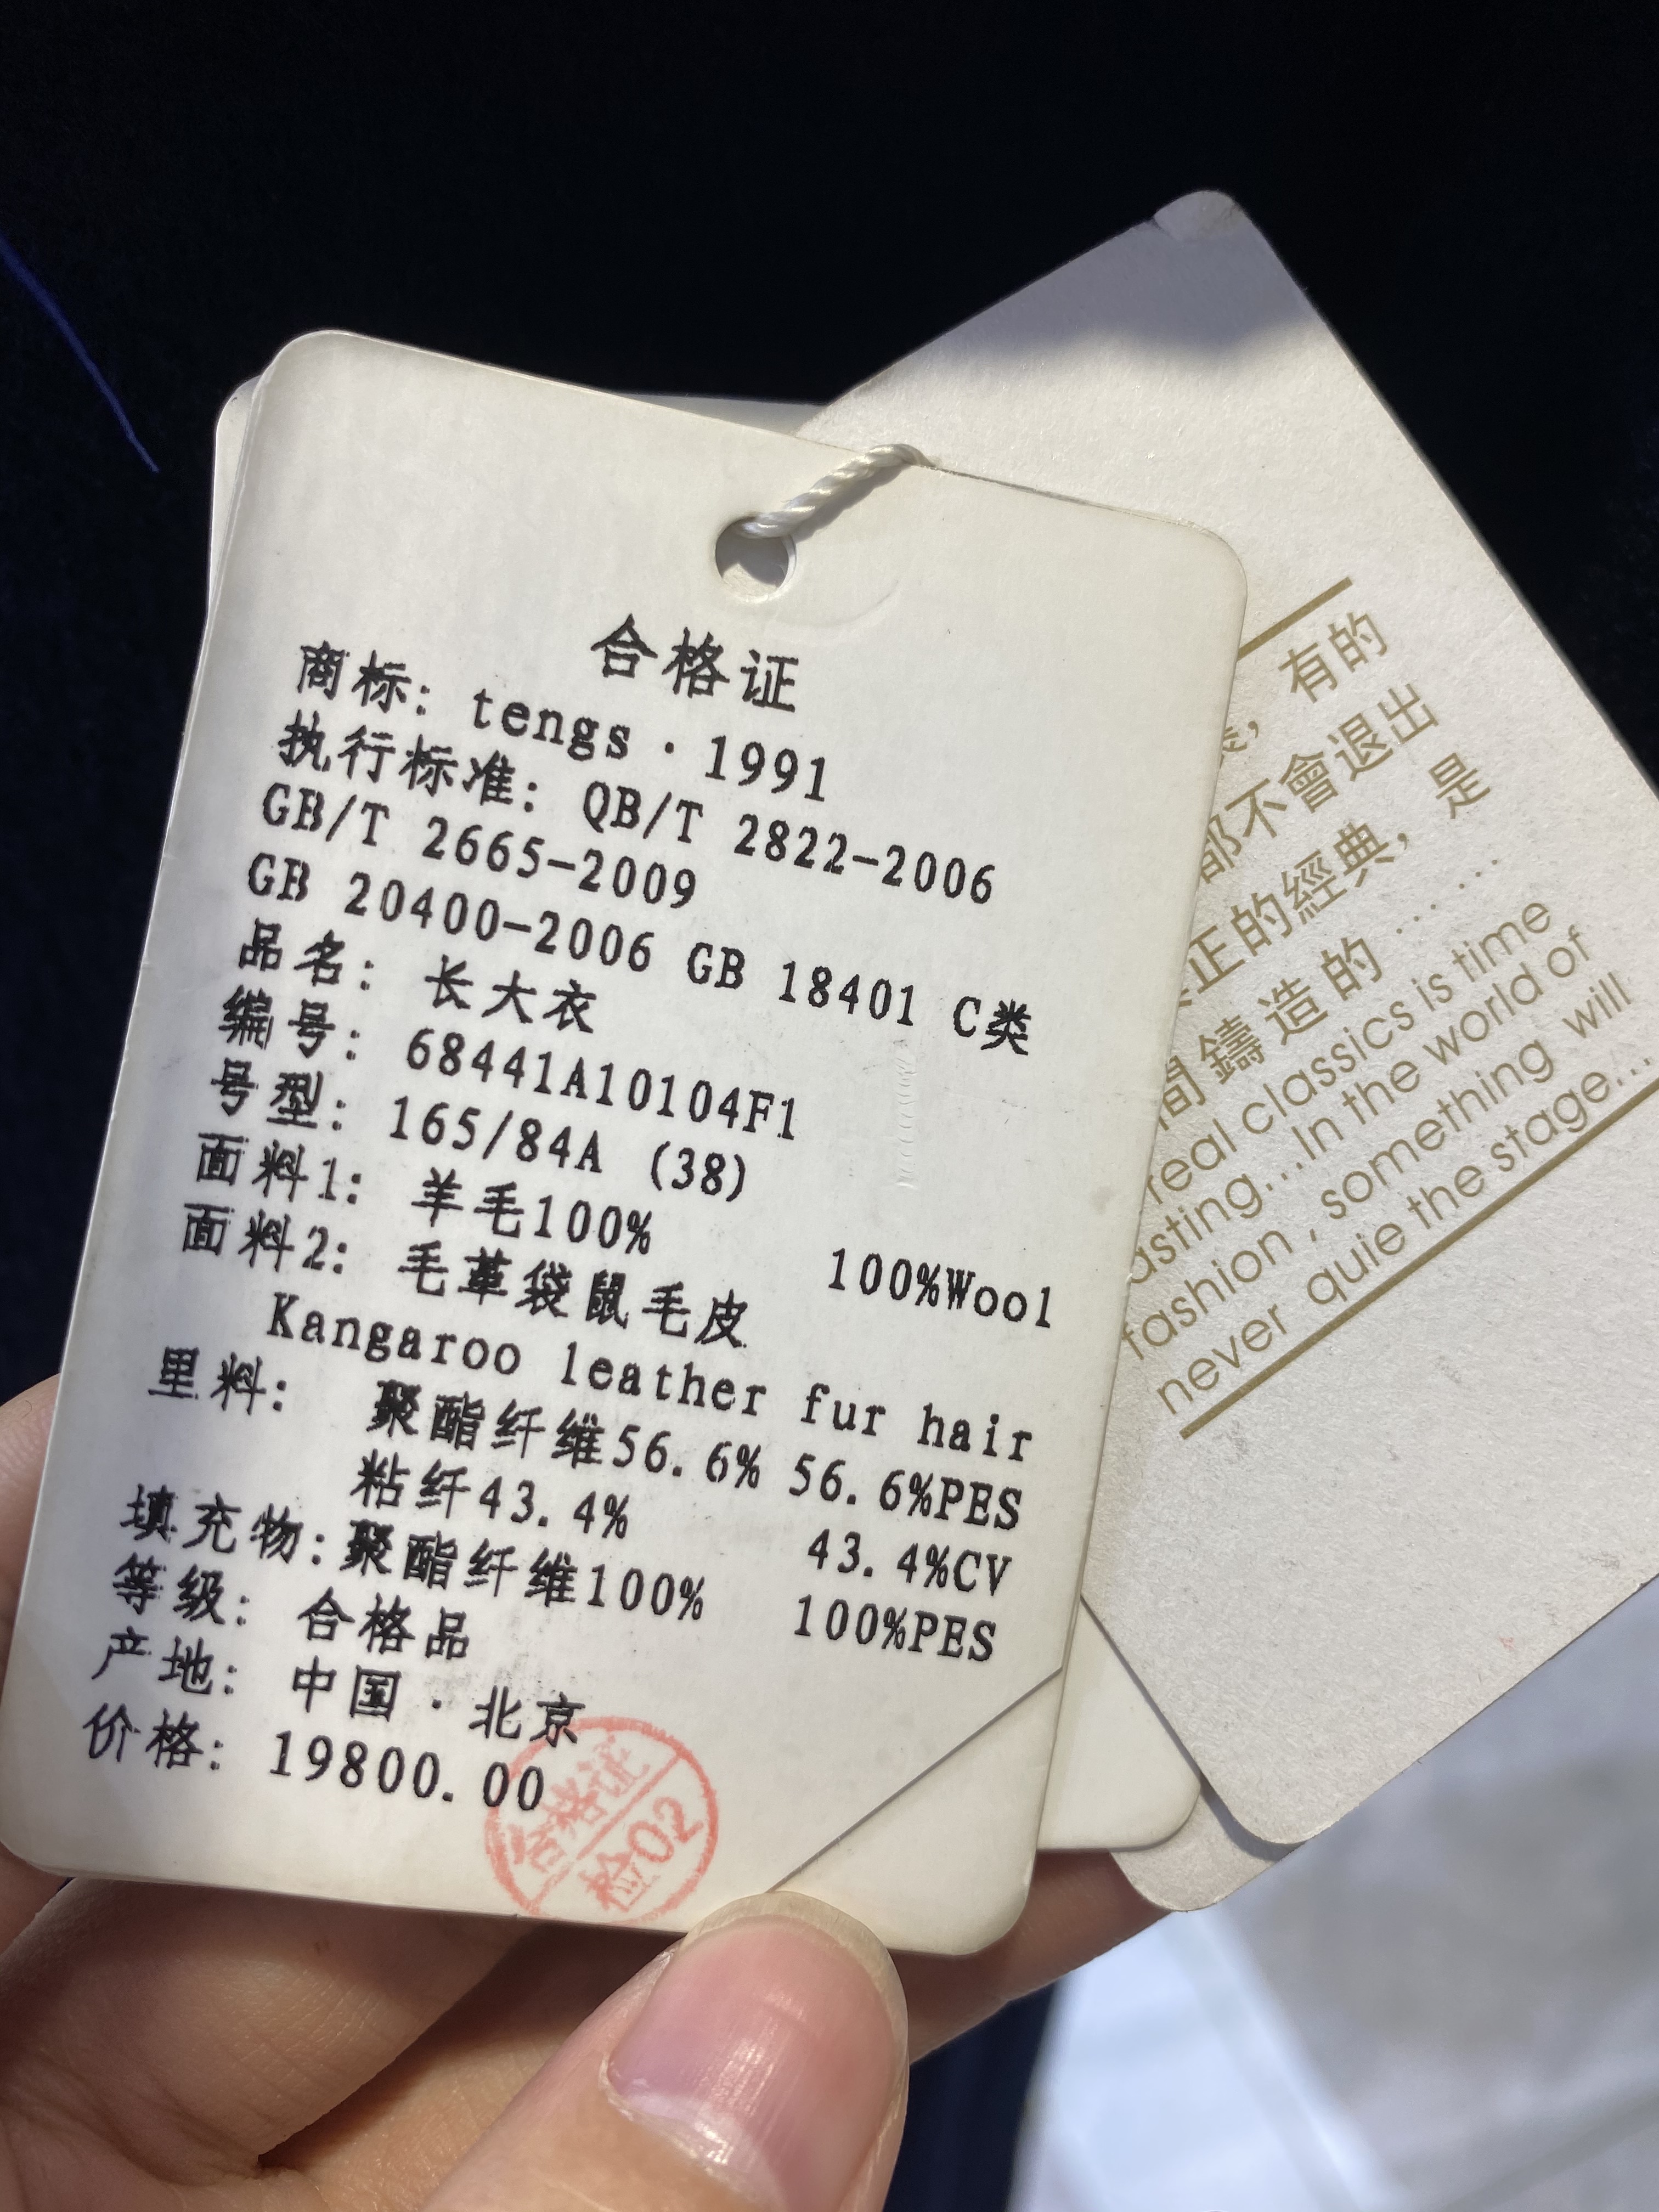 合格证
商标: tengs·1991
执行标准: QB/T 2822-2006
GB/T 2665-2009
GB 20400-2006 GB 18401 C类
品名: 长大衣
编号: 68441A10104F1
号型: 165/84A (38)
面料1: 羊毛100% 100%Wool
面料2: 毛革袋鼠毛皮
Kangaroo leather fur hair
里料: 聚酯纤维56.6% 56.6%PES
粘纤43.4% 43.4%CV
填充物:聚酯纤维100% 100%PES
等级: 合格品
产地: 中国·北京
价格: 19800.00
合格证
检02
，有的
都不會退出
正的經典，是
間鑄造的……
real classics is time
asting...In the world of
fashion , something will
never quie the stage...